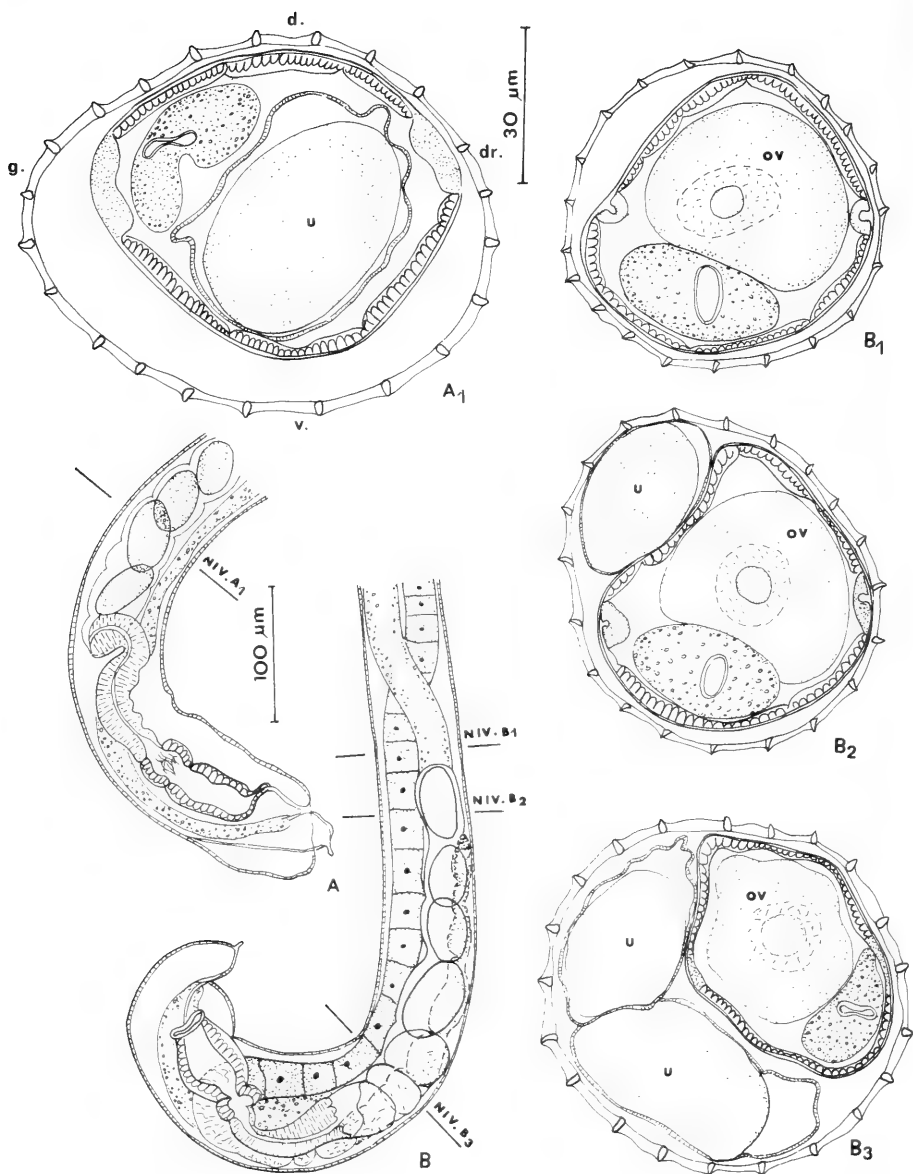 d.
g.
dr.
u
v.
A1
30 µm
ov
B1
u
ov
B2
NIV. A1
100 µm
A
NIV. B1
NIV. B2
NIV. B3
B
ov
u
u
B3